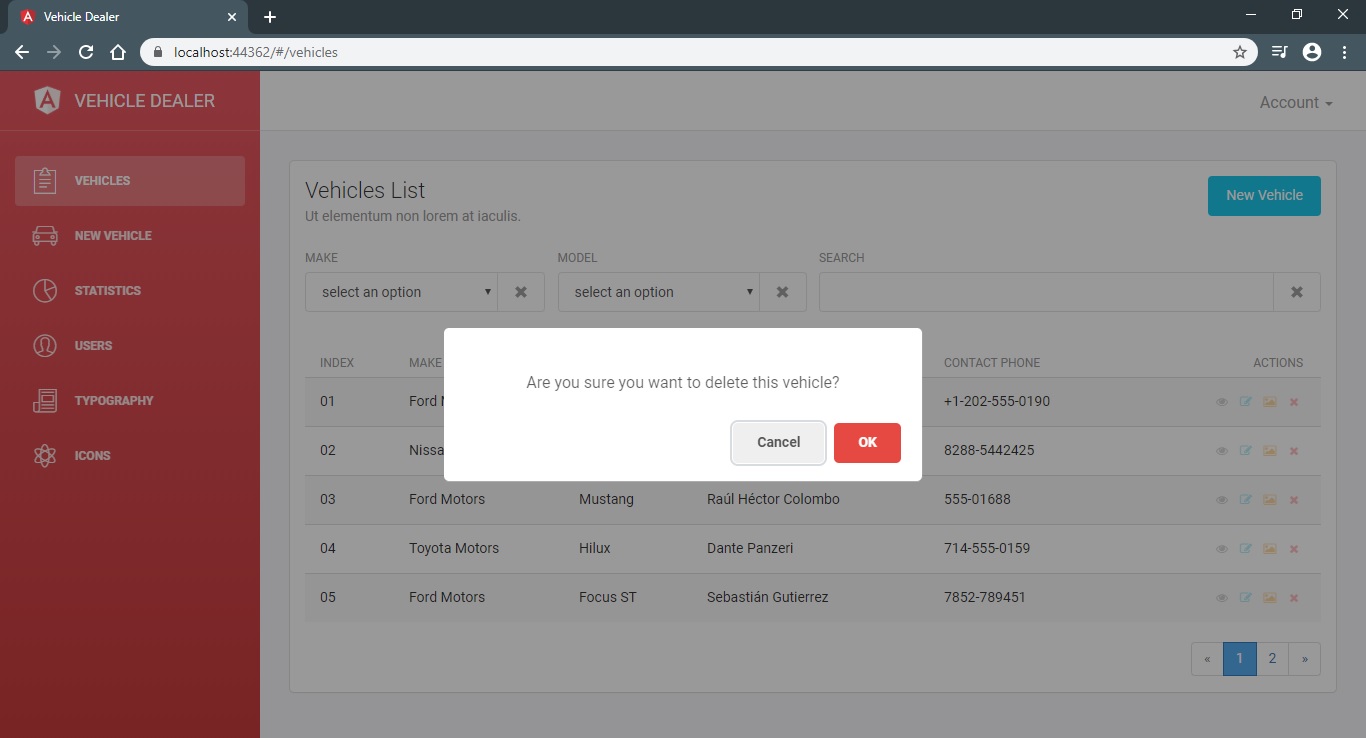 Vehicle Dealer
localhost:44362/#/vehicles
VEHICLE DEALER
Account
VEHICLES
NEW VEHICLE
STATISTICS
USERS
TYPOGRAPHY
ICONS
Vehicles List
New Vehicle
Ut elementum non lorem at iaculis.
MAKE MODEL SEARCH
select an option select an option
INDEX MAKE CONTACT PHONE ACTIONS
01 Ford +1-202-555-0190
02 8288-5442425
03 Ford Motors Mustang Raúl Héctor Colombo 555-01688
04 Toyota Motors Hilux Dante Panzeri 714-555-0159
05 Ford Motors Focus ST Sebastián Gutierrez 7852-789451
« 1 2 »
Are you sure you want to delete this vehicle?
Cancel OK